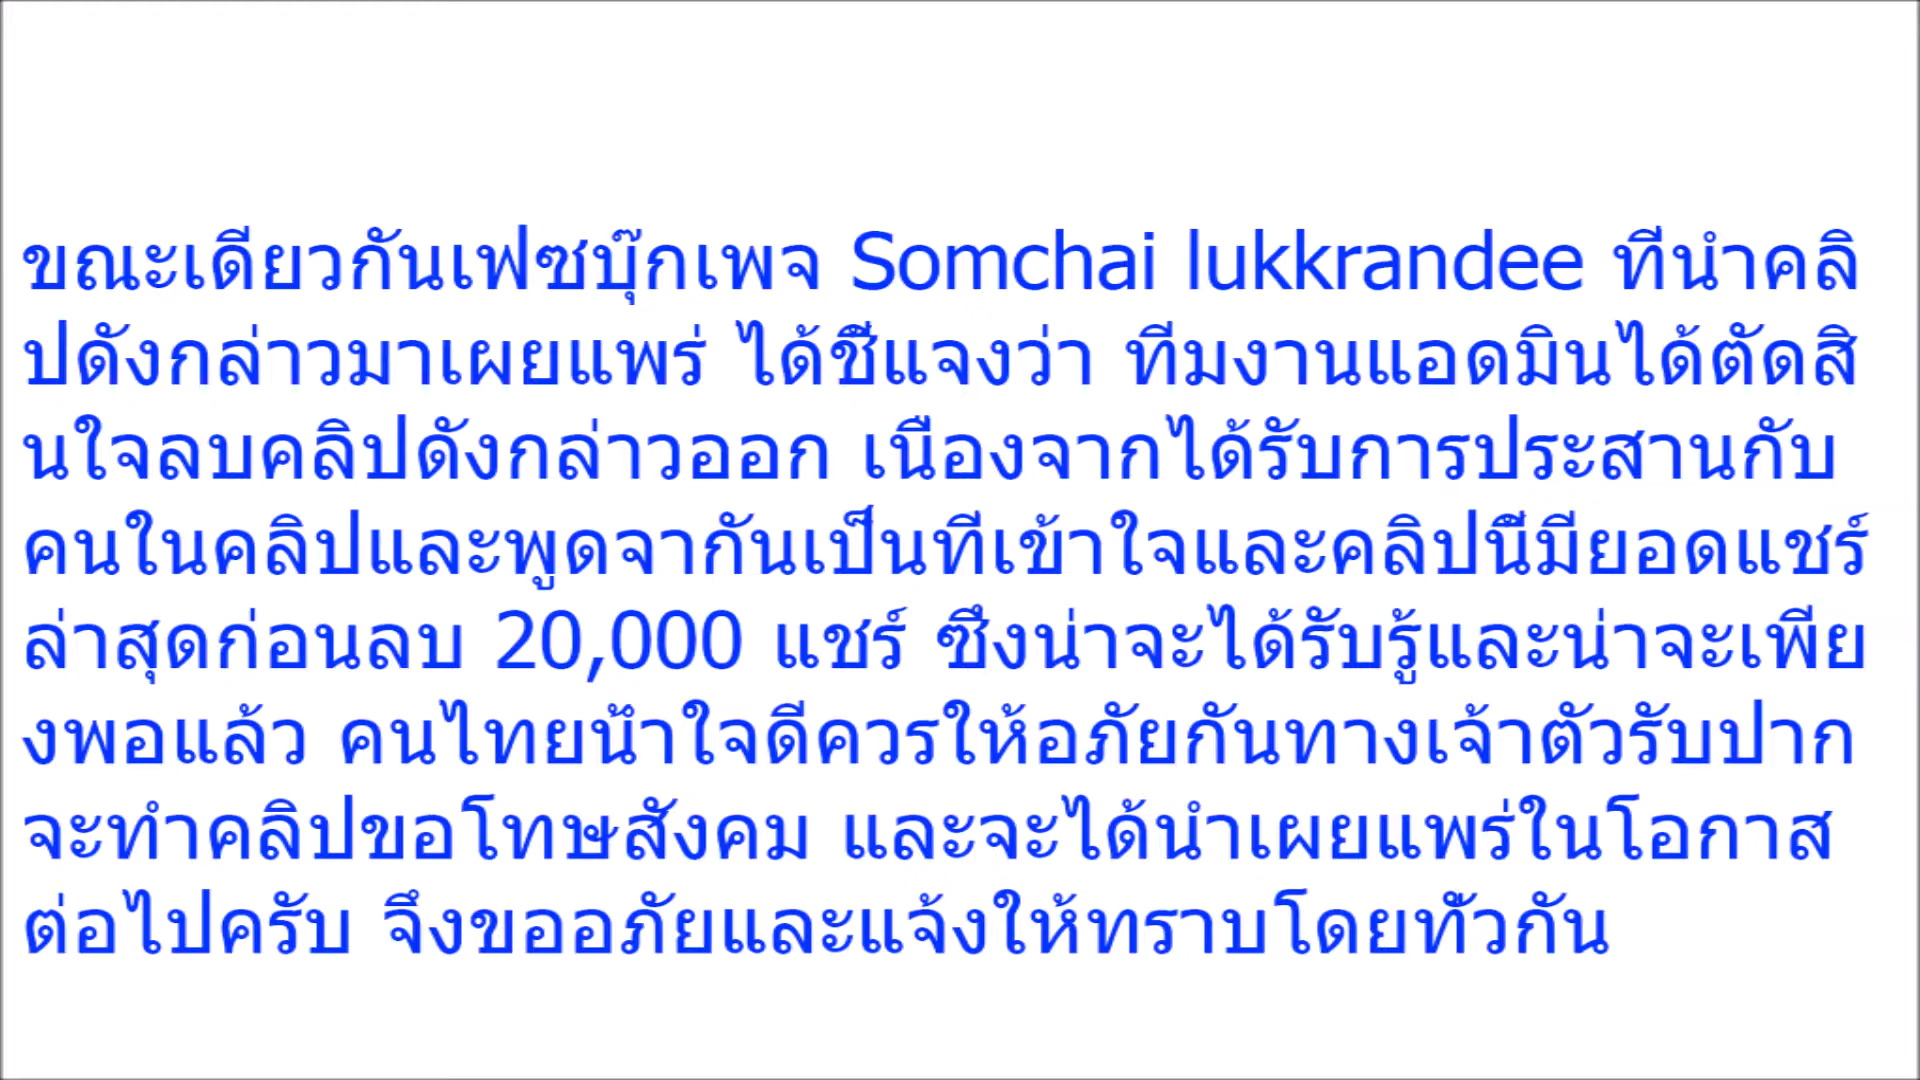 ขณะเดียวกันเฟซบุ๊กเพจ Somchai lukkrandee ที่นำคลิ
ปดังกล่าวมาเผยแพร่ ได้ชี้แจงว่า ทีมงานแอดมินได้ตัดสิ
นใจลบคลิปดังกล่าวออก เนื่องจากได้รับการประสานกับ
คนในคลิปและพูดจากันเป็นที่เข้าใจและคลิปนี้มียอดแชร์
ล่าสุดก่อนลบ 20,000 แชร์ ซึ่งน่าจะได้รับรู้และน่าจะเพีย
งพอแล้ว คนไทยน้ำใจดีควรให้อภัยกันทางเจ้าตัวรับปาก
จะทำคลิปขอโทษสังคม และจะได้นำเผยแพร่ในโอกาส
ต่อไปครับ จึงขออภัยและแจ้งให้ทราบโดยทั่วกัน